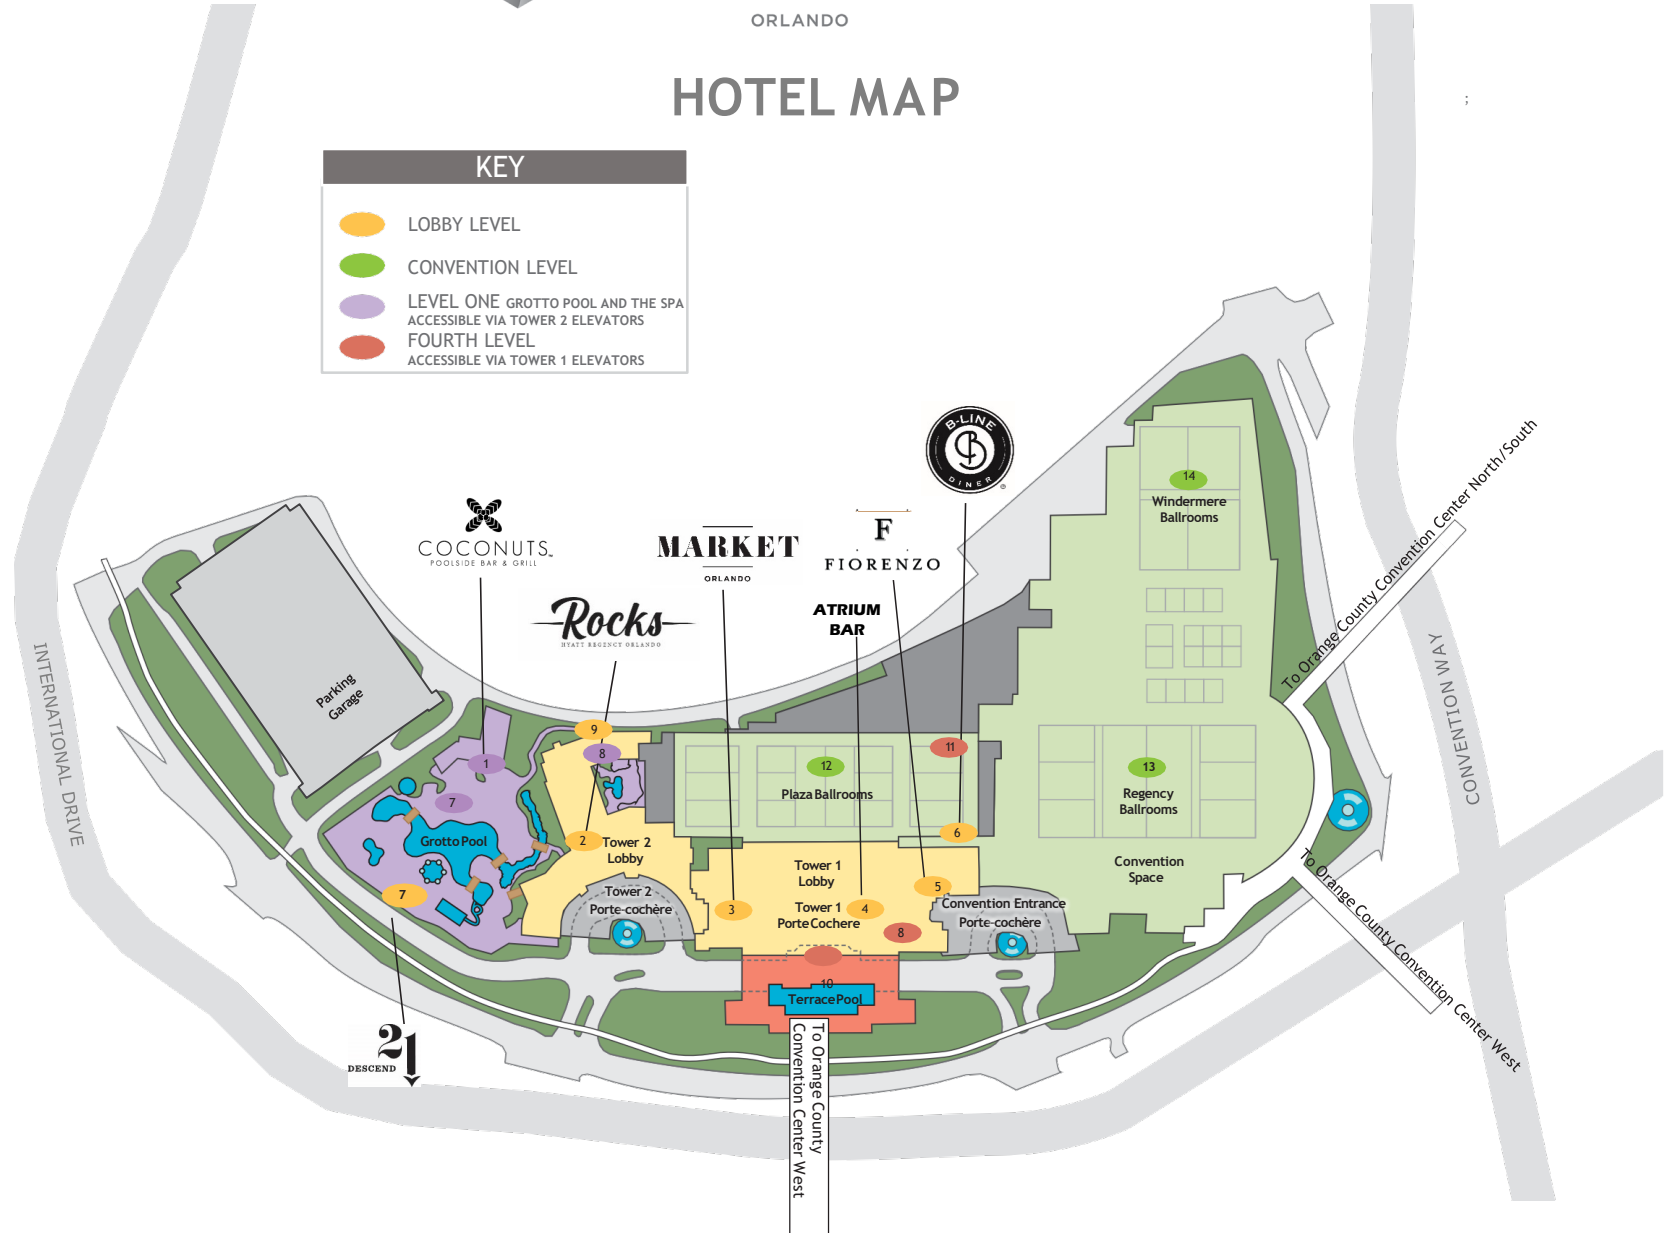 ORLANDO
HOTEL MAP
;
KEY
LOBBY LEVEL
CONVENTION LEVEL
LEVEL ONE GROTTO POOL AND THE SPA
ACCESSIBLE VIA TOWER 2 ELEVATORS
FOURTH LEVEL
ACCESSIBLE VIA TOWER 1 ELEVATORS
B-LINE
DINER
COCONUTS
POOLSIDE BAR & GRILL
Rocks
HYATT REGENCY ORLANDO
MARKET
ORLANDO
F
FIORENZO
ATRIUM
BAR
14
Windermere
Ballrooms
To Orange County Convention Center North/South
CONVENTION WAY
INTERNATIONAL DRIVE
Parking
Garage
9
8
1
7
Grotto Pool
7
2
Tower 2
Lobby
Tower 2
Porte-cochère
11
12
Plaza Ballrooms
6
13
Regency
Ballrooms
Convention
Space
Tower 1
Lobby
5
3
Tower 1
Porte Cochere
4
8
Convention Entrance
Porte-cochère
10
Terrace Pool
To Orange County Convention Center West
21
DESCEND
To Orange County
Convention Center West